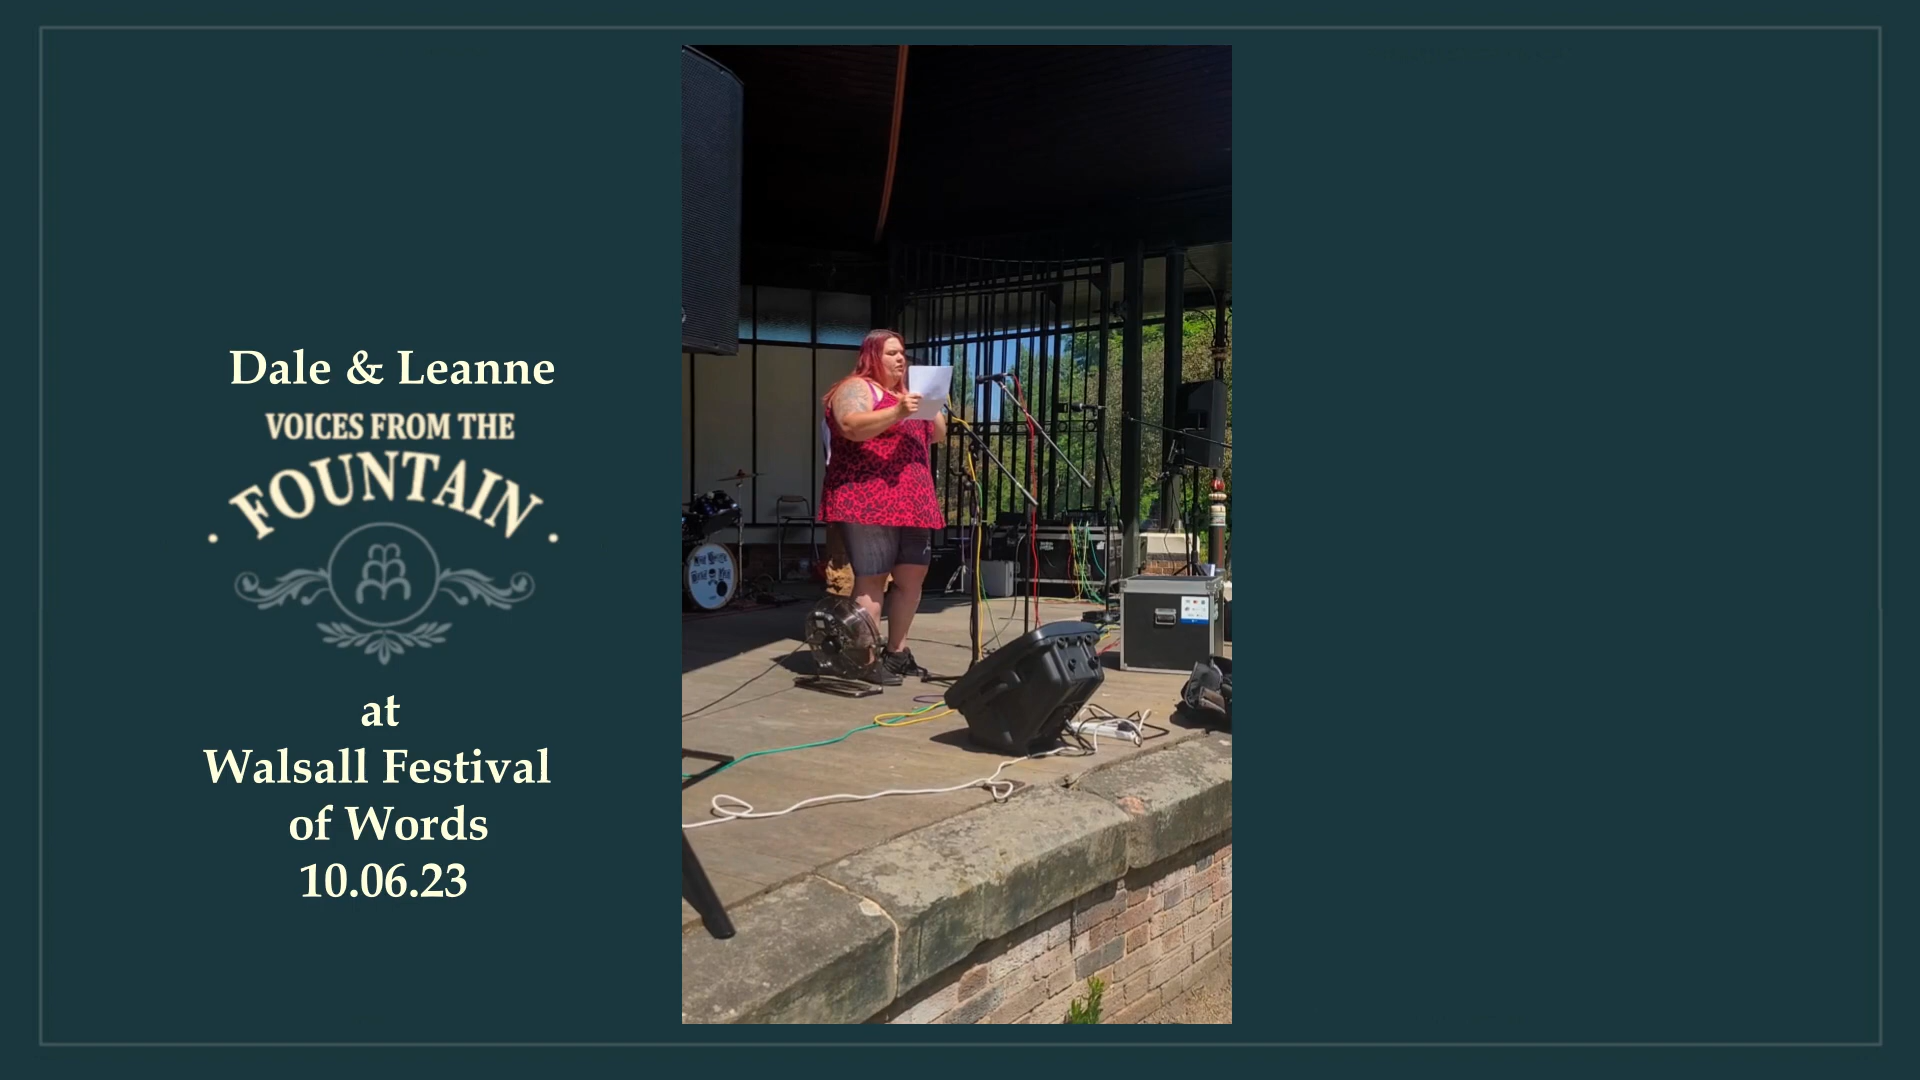 Dale & Leanne
VOICES FROM THE
· FOUNTAIN ·
at
Walsall Festival
of Words
10.06.23